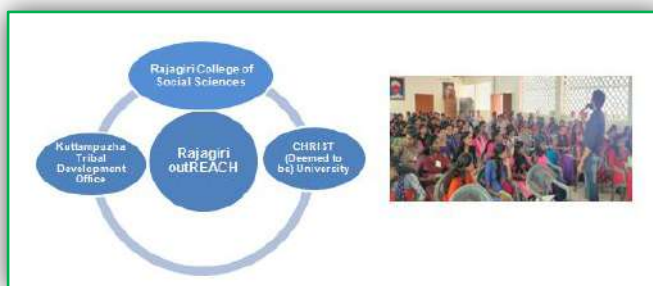 Rajagiri College of
Social Sciences
Kuttampuzha
Tribal
Development
Office
Rajagiri
outREACH
CHRIST
(Deemed to
be) University